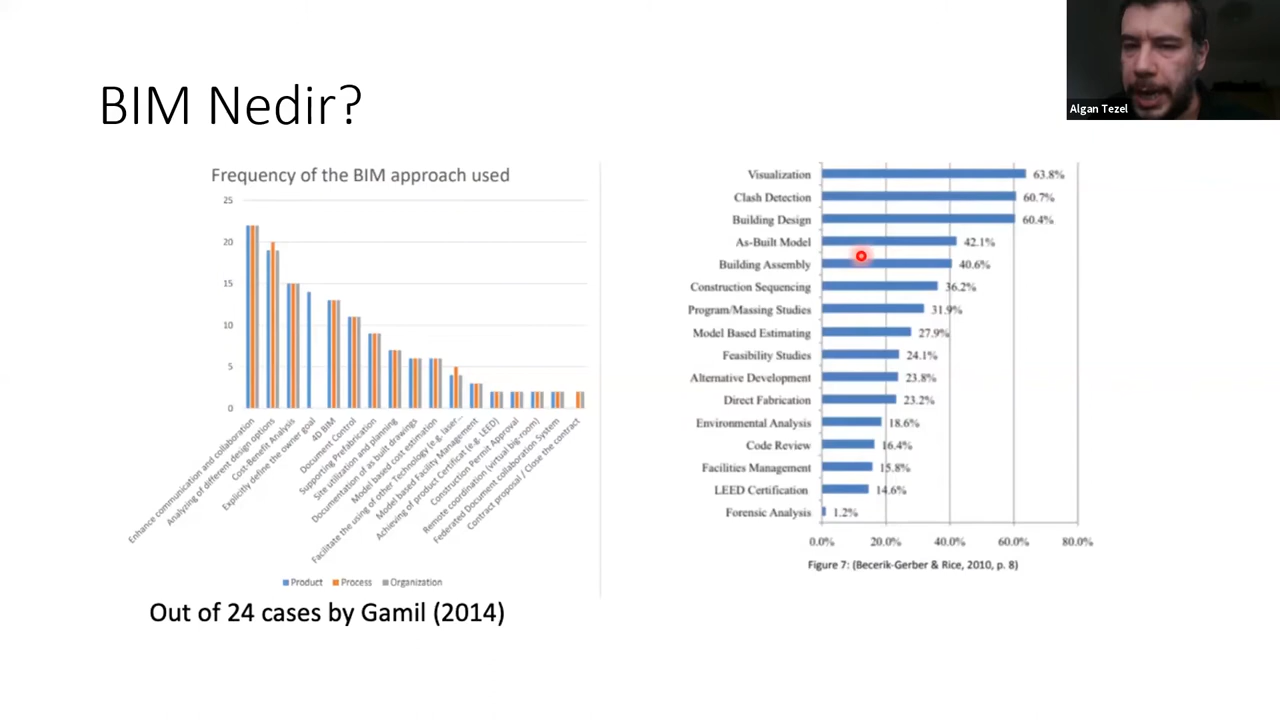 Algan Tezel
BIM Nedir?
Frequency of the BIM approach used
25
20
15
10
5
0
Enhance communication and collaboration
Analyzing of different design options
Cost-Benefit Analysis
Explicitly define the owner goal
4D BIM
Document Control
Supporting Prefabrication
Site utilization and planning
Documentation of as built drawings
Model based cost estimation
Facilitate the using of other Technology (e.g. laser...
Model based Facility Management
Achieving of product Certificat (e.g. LEED)
Construction Permit Approval
Remote coordination (virtual big-room)
Federated Document collaboration System
Contract proposal / Close the contract
Product Process Organization
Out of 24 cases by Gamil (2014)
Visualization 63.8%
Clash Detection 60.7%
Building Design 60.4%
As-Built Model 42.1%
Building Assembly 40.6%
Construction Sequencing 36.2%
Program/Massing Studies 31.9%
Model Based Estimating 27.9%
Feasibility Studies 24.1%
Alternative Development 23.8%
Direct Fabrication 23.2%
Environmental Analysis 18.6%
Code Review 16.4%
Facilities Management 15.8%
LEED Certification 14.6%
Forensic Analysis 1.2%
0.0% 20.0% 40.0% 60.0% 80.0%
Figure 7: (Becerik-Gerber & Rice, 2010, p. 8)